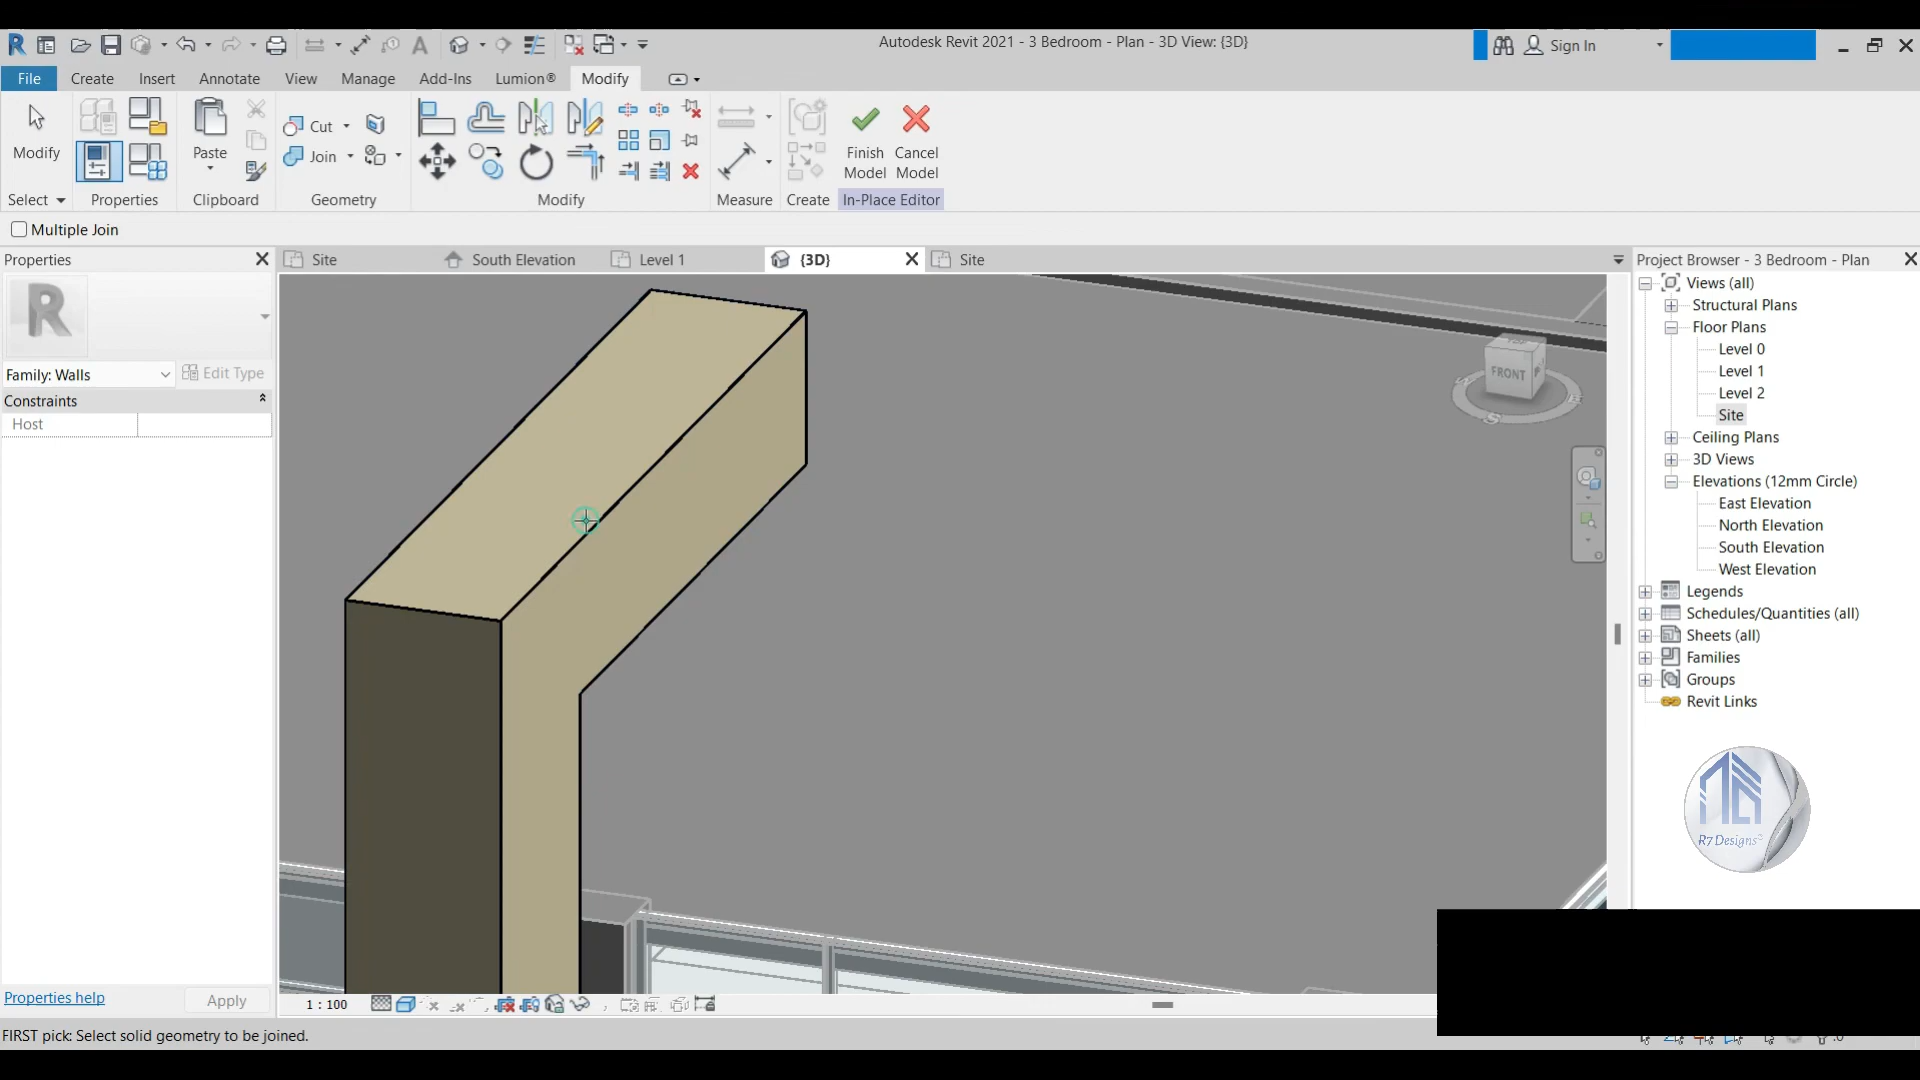 Autodesk Revit 2021 - 3 Bedroom - Plan - 3D View: {3D}
Sign In
File
Create
Insert
Annotate
View
Manage
Add-Ins
Lumion®
Modify
Modify
Paste
Cut
Join
Finish Model
Cancel Model
Select
Properties
Clipboard
Geometry
Modify
Measure
Create
In-Place Editor
Multiple Join
Properties
Family: Walls
Edit Type
Constraints
Host
Properties help
Apply
Site
South Elevation
Level 1
{3D}
Site
FRONT
1 : 100
Project Browser - 3 Bedroom - Plan
Views (all)
Structural Plans
Floor Plans
Level 0
Level 1
Level 2
Site
Ceiling Plans
3D Views
Elevations (12mm Circle)
East Elevation
North Elevation
South Elevation
West Elevation
Legends
Schedules/Quantities (all)
Sheets (all)
Families
Groups
Revit Links
R7 Designs
FIRST pick: Select solid geometry to be joined.